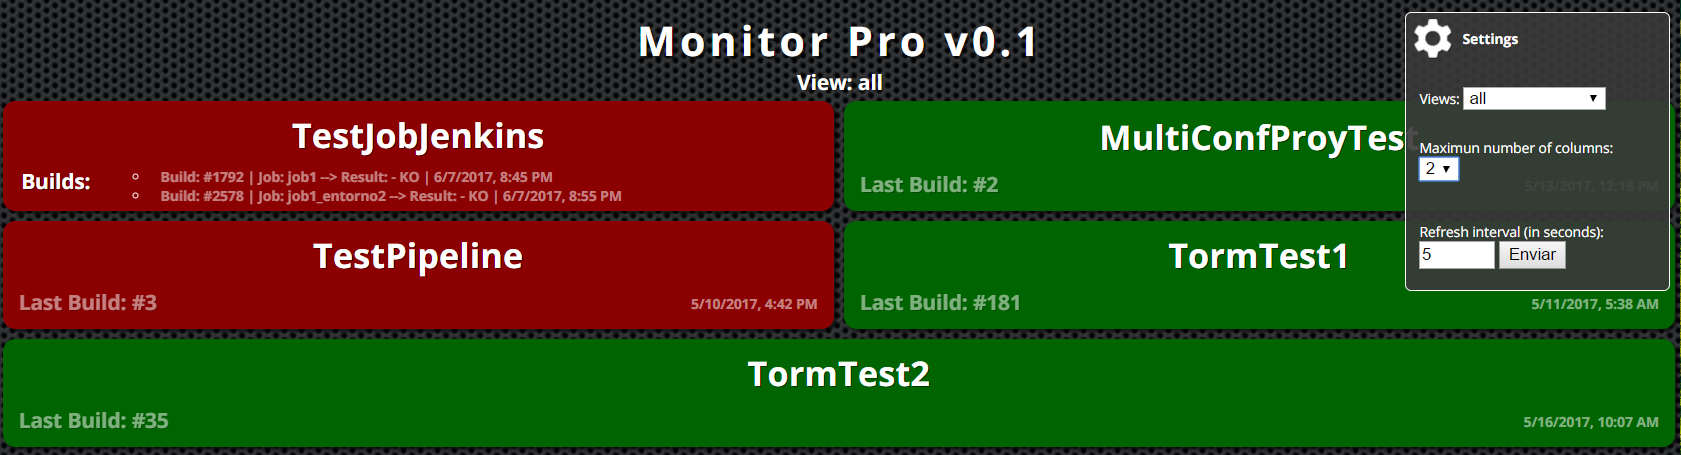 Monitor Pro v0.1
View: all
Settings
Views: all
Maximun number of columns:
2
Refresh interval (in seconds):
5 Enviar
TestJobJenkins
Builds:
Build: #1792 | Job: job1 --> Result: - KO | 6/7/2017, 8:45 PM
Build: #2578 | Job: job1_entorno2 --> Result: - KO | 6/7/2017, 8:55 PM
MultiConfProyTest
Last Build: #2
5/13/2017, 12:18 PM
TestPipeline
Last Build: #3
5/10/2017, 4:42 PM
TormTest1
Last Build: #181
5/11/2017, 5:38 AM
TormTest2
Last Build: #35
5/16/2017, 10:07 AM